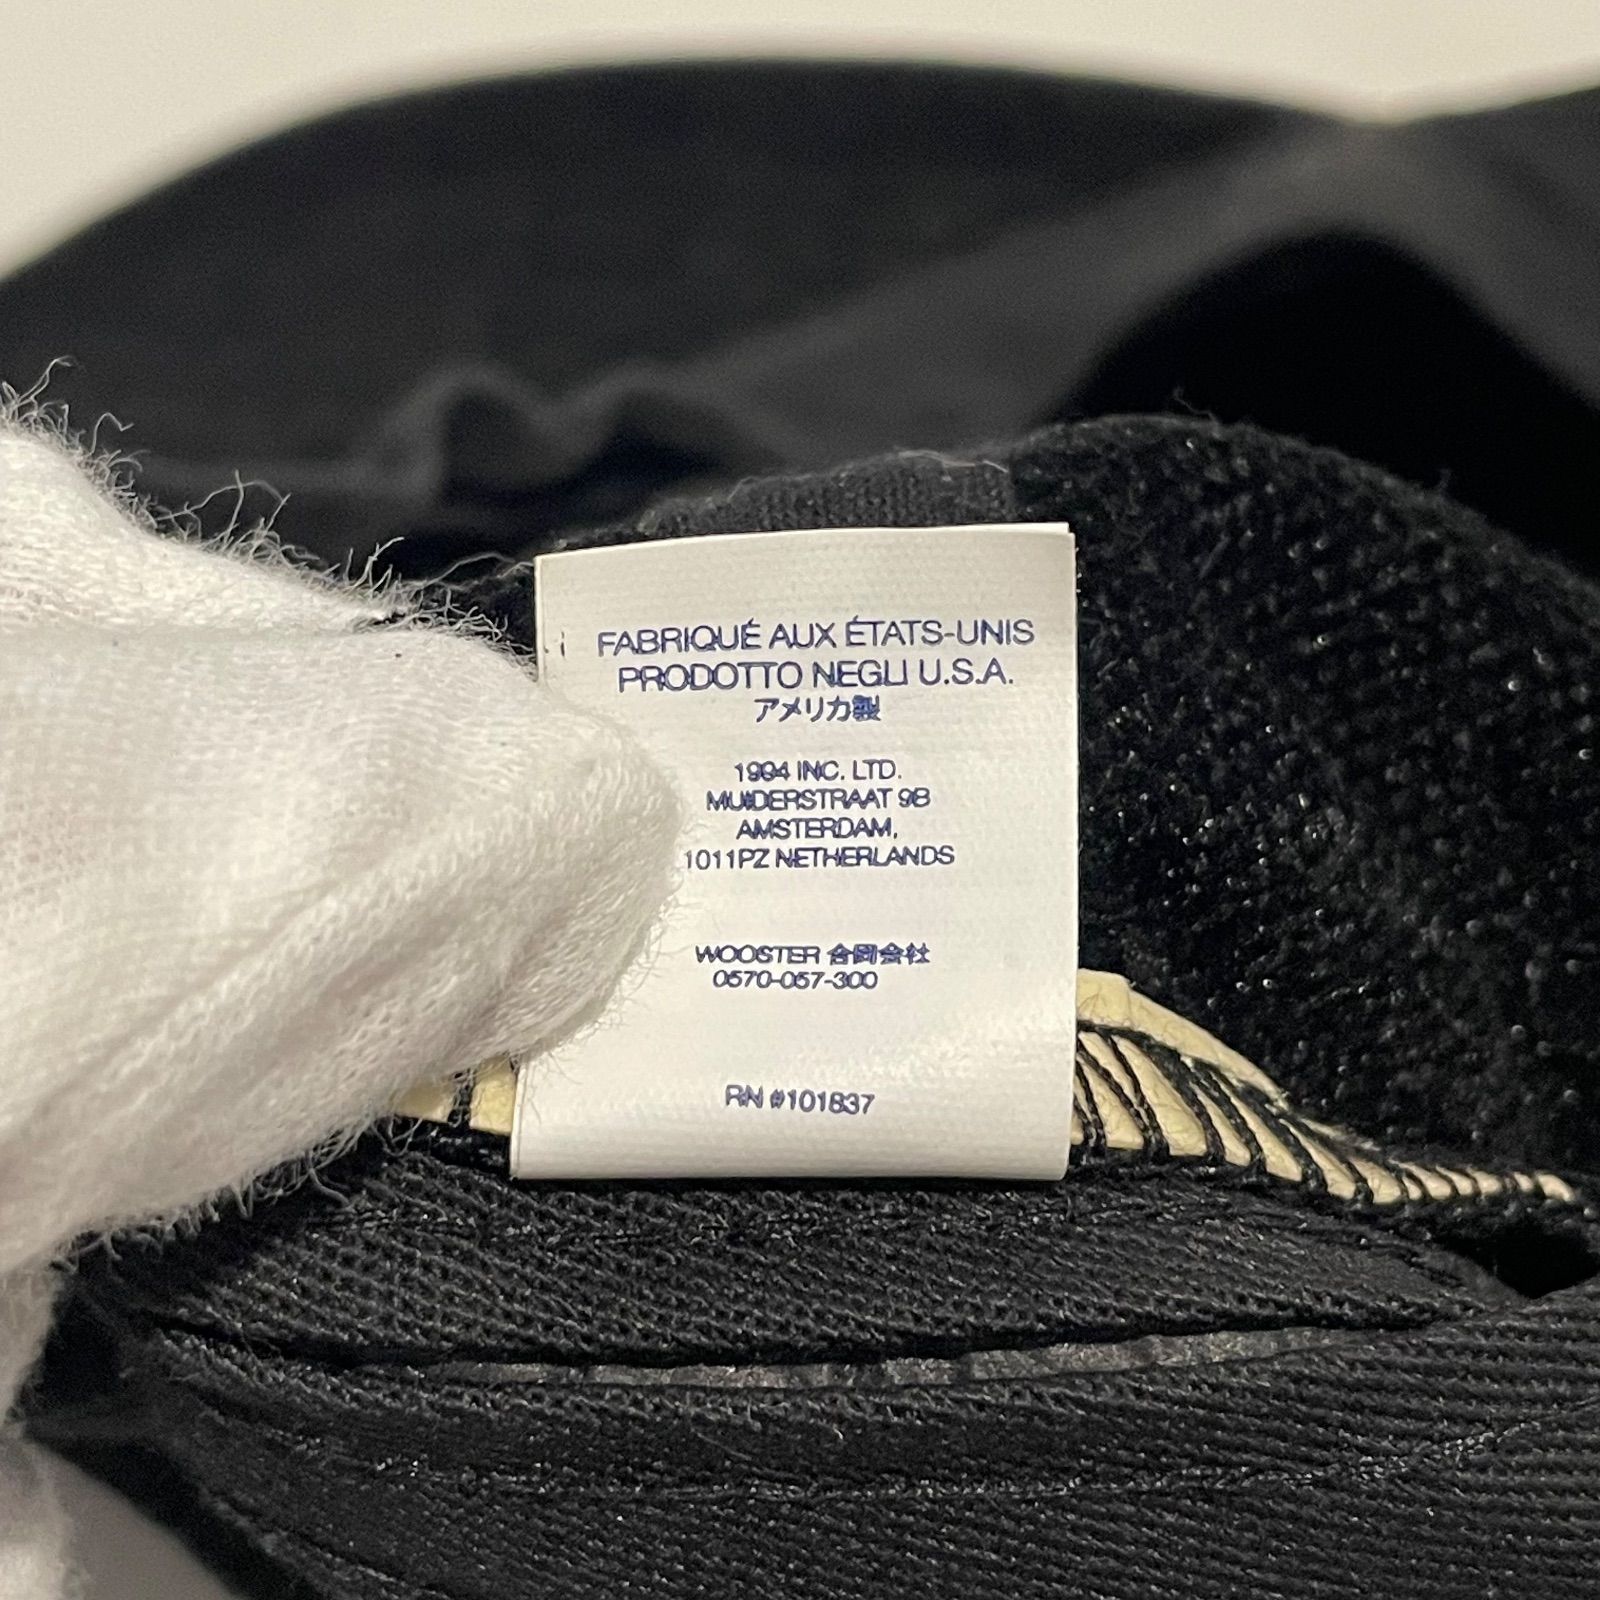 FABRIQUÉ AUX ÉTATS-UNIS
PRODOTTO NEGLI U.S.A.
アメリカ製
1994 INC. LTD.
MUIDERSTRAAT 9B
AMSTERDAM,
1011PZ NETHERLANDS
WOOSTER 合同会社
0570-057-300
RN #101837